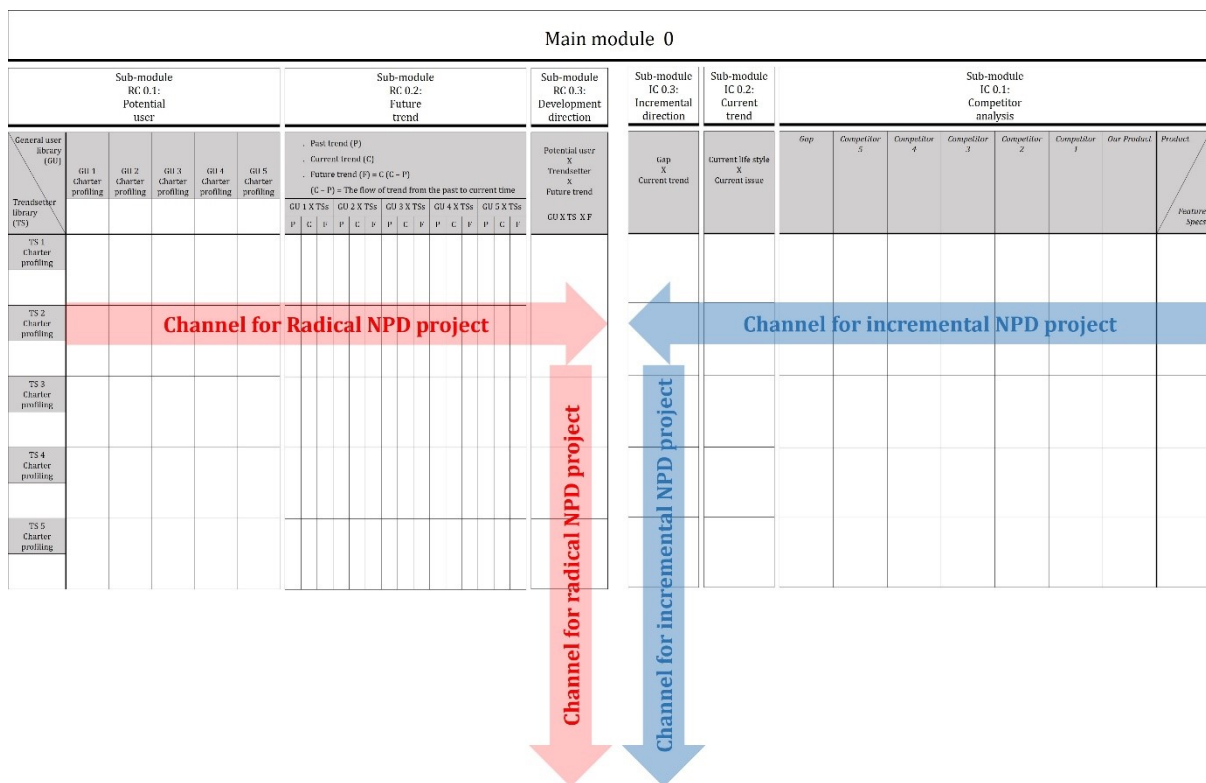 Main module 0
Sub-module
RC 0.1:
Potential
user
Sub-module
RC 0.2:
Future
trend
Sub-module
RC 0.3:
Development
direction
Sub-module
IC 0.3:
Incremental
direction
Sub-module
IC 0.2:
Current
trend
Sub-module
IC 0.1:
Competitor
analysis
General user
library
(GU)
Trendsetter
library
(TS)
GU 1
Charter
profiling
GU 2
Charter
profiling
GU 3
Charter
profiling
GU 4
Charter
profiling
GU 5
Charter
profiling
. Past trend (P)
. Current trend (C)
. Future trend (F) = C (C – P)
(C – P) = The flow of trend from the past to current time
GU 1 X TSs GU 2 X TSs GU 3 X TSs GU 4 X TSs GU 5 X TSs
P C F P C F P C F P C F P C F
Potential user
X
Trendsetter
X
Future trend
GU X TS X F
Gap
X
Current trend
Current life style
X
Current issue
Gap
Competitor
5
Competitor
4
Competitor
3
Competitor
2
Competitor
1
Our Product
Product
Feature
Specs
TS 1
Charter
profiling
TS 2
Charter
profiling
TS 3
Charter
profiling
TS 4
Charter
profiling
TS 5
Charter
profiling
Channel for Radical NPD project
Channel for incremental NPD project
Channel for radical NPD project
Channel for incremental NPD project